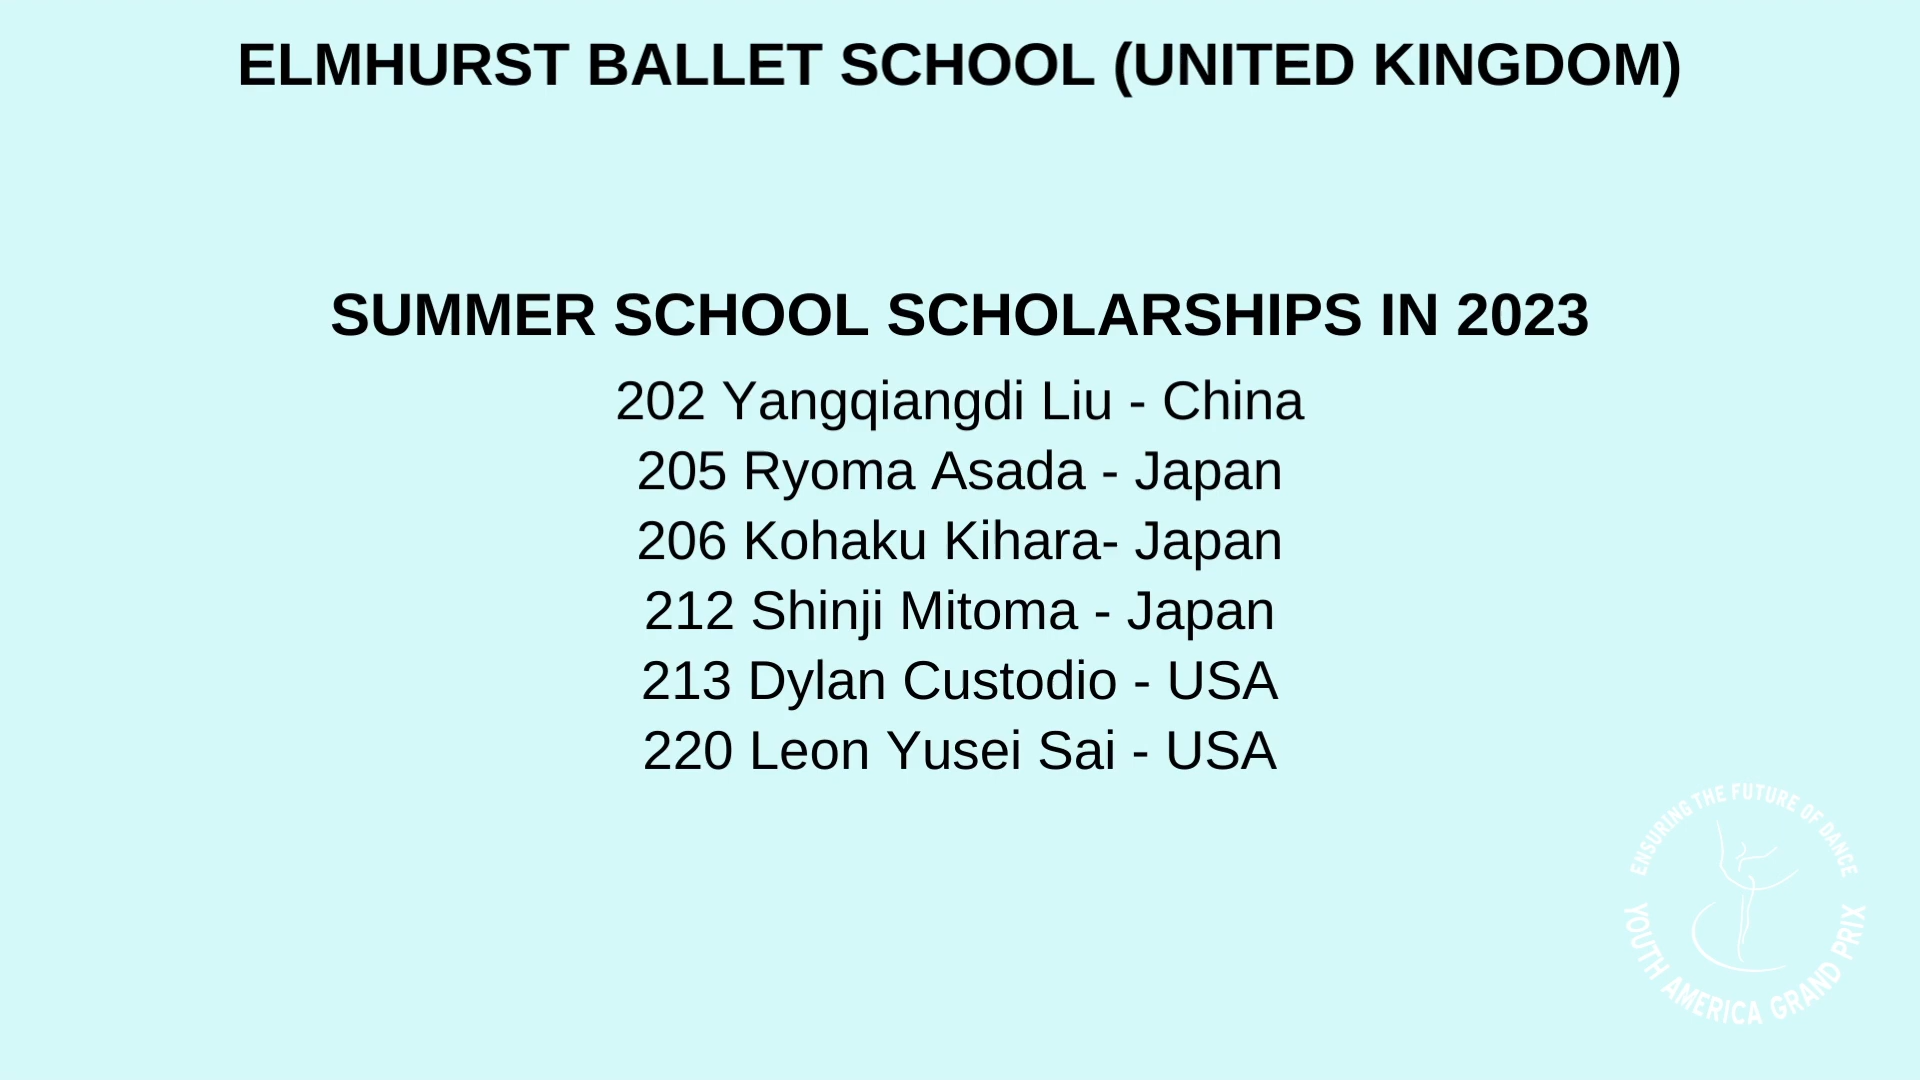 ELMHURST BALLET SCHOOL (UNITED KINGDOM)
SUMMER SCHOOL SCHOLARSHIPS IN 2023
202 Yangqiangdi Liu - China
205 Ryoma Asada - Japan
206 Kohaku Kihara- Japan
212 Shinji Mitoma - Japan
213 Dylan Custodio - USA
220 Leon Yusei Sai - USA
ENSURING THE FUTURE OF DANCE
YOUTH AMERICA GRAND PRIX